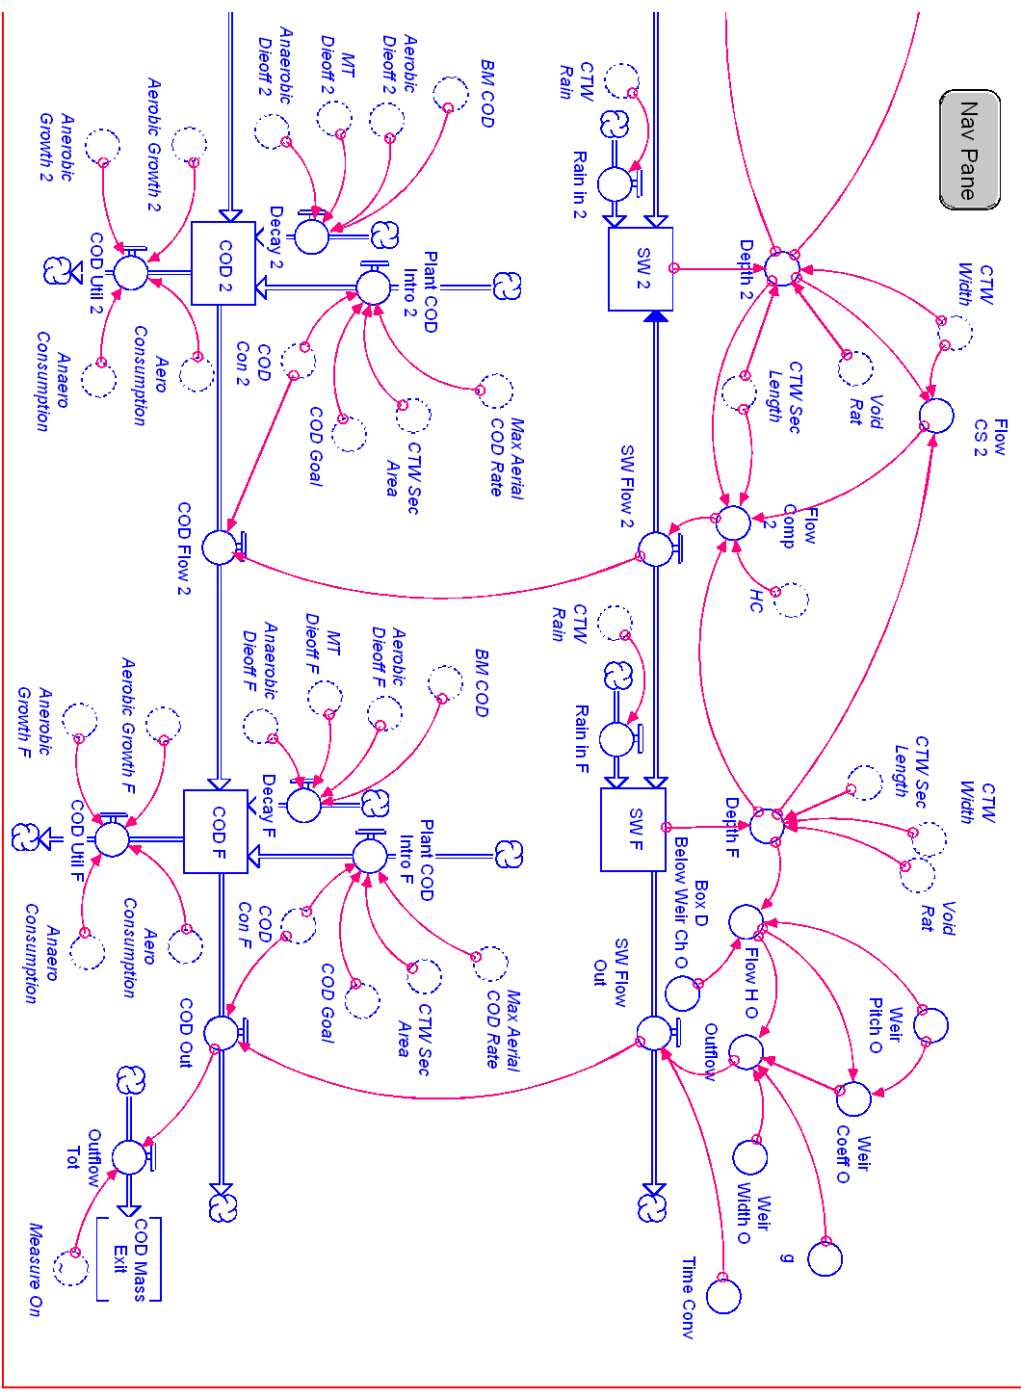 Nav Pane
CTW
Width
Flow
CS 2
Void
Rat
CTW Sec
Length
Depth 2
Flow
Comp
2
HC
CTW
Rain
Rain in 2
SW 2
SW Flow 2
BM COD
Aerobic
Dieoff 2
MT
Dieoff 2
Anaerobic
Dieoff 2
Decay 2
Plant COD
Intro 2
Max Aerial
COD Rate
CTW Sec
Area
COD Goal
COD
Con 2
COD 2
COD Flow 2
Aerobic Growth 2
Anerobic
Growth 2
COD Util 2
Aero
Consumption
Anaero
Consumption
CTW
Width
CTW Sec
Length
Void
Rat
Depth F
Weir
Pitch O
Flow H O
Box D
Below Weir Ch O
Weir
Coeff O
Outflow
Weir
Width O
g
Time Conv
CTW
Rain
Rain in F
SW F
SW Flow
Out
BM COD
Aerobic
Dieoff F
MT
Dieoff F
Anaerobic
Dieoff F
Decay F
Plant COD
Intro F
Max Aerial
COD Rate
CTW Sec
Area
COD Goal
COD
Con F
COD F
COD Out
Aerobic Growth F
Anerobic
Growth F
COD Util F
Aero
Consumption
Anaero
Consumption
Outflow
Tot
COD Mass
Exit
Measure On